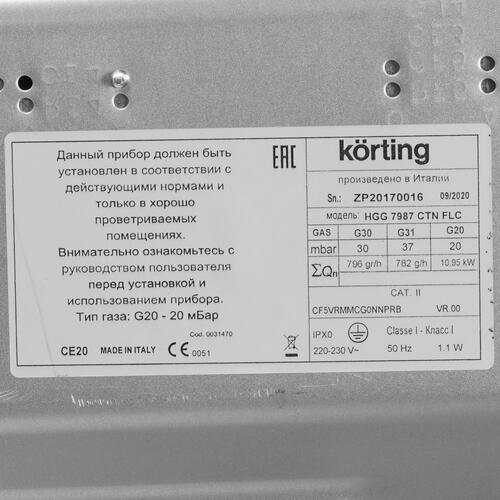 Данный прибор должен быть
установлен в соответствии с
действующими нормами и
только в хорошо
проветриваемых
помещениях.
Внимательно ознакомьтесь с
руководством пользователя
перед установкой и
использованием прибора.
Тип газа: G20 - 20 мБар
Cod. 0031470
CE20 MADE IN ITALY CE 0051
EAC körting
произведено в Италии
Sn.: ZP20170016 09/2020
модель: HGG 7987 CTN FLC
GAS G30 G31 G20
mbar 30 37 20
ΣQn 796 gr/h 782 g/h 10.95 kW
CAT. II
CF5VRMMCG0NNPRB VR.00
IPX0 Classe I - Класс I
220-230 V~ 50 Hz 1.1 W